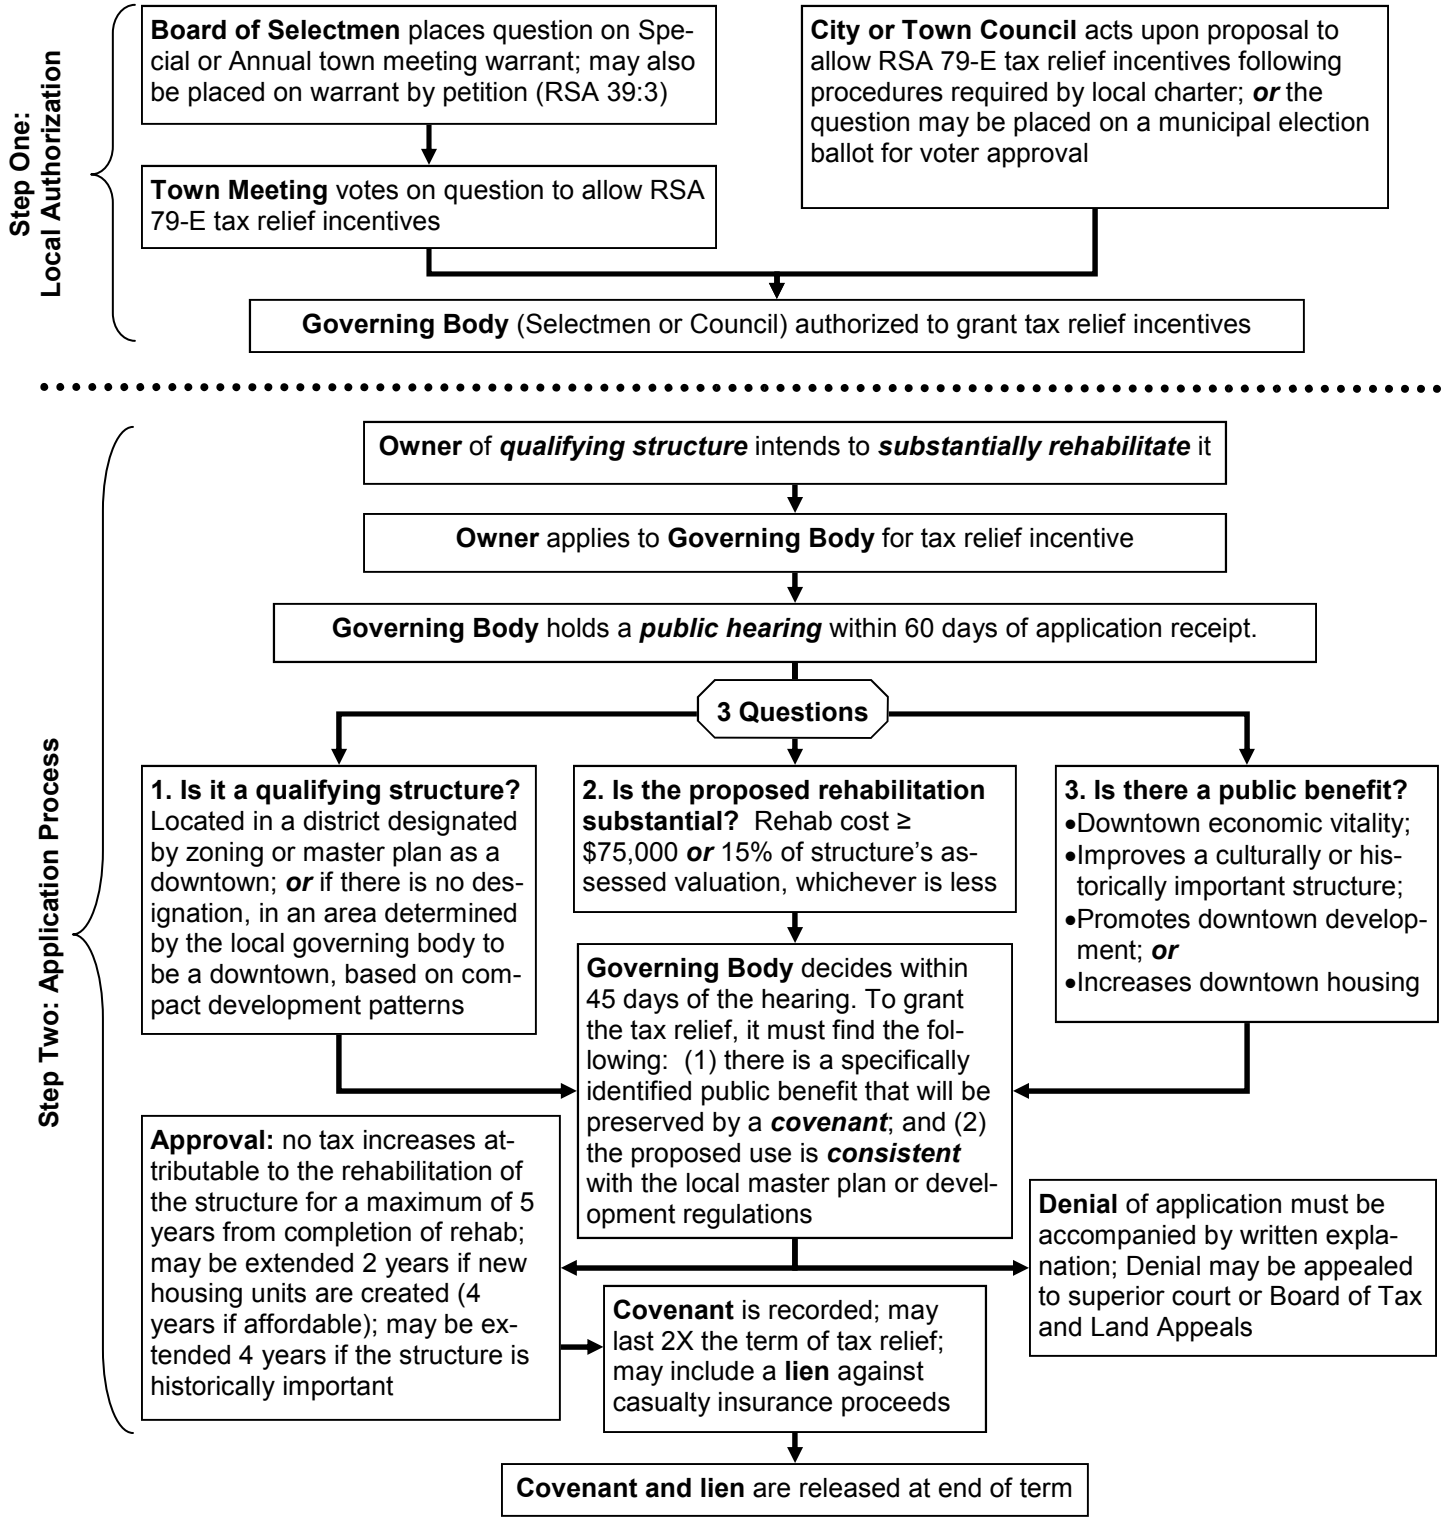 Step One:
Local Authorization
Board of Selectmen places question on Spe-
cial or Annual town meeting warrant; may also
be placed on warrant by petition (RSA 39:3)
City or Town Council acts upon proposal to
allow RSA 79-E tax relief incentives following
procedures required by local charter; or the
question may be placed on a municipal election
ballot for voter approval
Town Meeting votes on question to allow RSA
79-E tax relief incentives
Governing Body (Selectmen or Council) authorized to grant tax relief incentives
Step Two: Application Process
Owner of qualifying structure intends to substantially rehabilitate it
Owner applies to Governing Body for tax relief incentive
Governing Body holds a public hearing within 60 days of application receipt.
3 Questions
1. Is it a qualifying structure?
Located in a district designated
by zoning or master plan as a
downtown; or if there is no des-
ignation, in an area determined
by the local governing body to
be a downtown, based on com-
pact development patterns
2. Is the proposed rehabilitation
substantial?  Rehab cost ≥
$75,000 or 15% of structure’s as-
sessed valuation, whichever is less
3. Is there a public benefit?
•Downtown economic vitality;
•Improves a culturally or his-
torically important structure;
•Promotes downtown develop-
ment; or
•Increases downtown housing
Governing Body decides within
45 days of the hearing. To grant
the tax relief, it must find the fol-
lowing:  (1) there is a specifically
identified public benefit that will be
preserved by a covenant; and (2)
the proposed use is consistent
with the local master plan or devel-
opment regulations
Approval: no tax increases at-
tributable to the rehabilitation of
the structure for a maximum of 5
years from completion of rehab;
may be extended 2 years if new
housing units are created (4
years if affordable); may be ex-
tended 4 years if the structure is
historically important
Denial of application must be
accompanied by written expla-
nation; Denial may be appealed
to superior court or Board of Tax
and Land Appeals
Covenant is recorded; may
last 2X the term of tax relief;
may include a lien against
casualty insurance proceeds
Covenant and lien are released at end of term